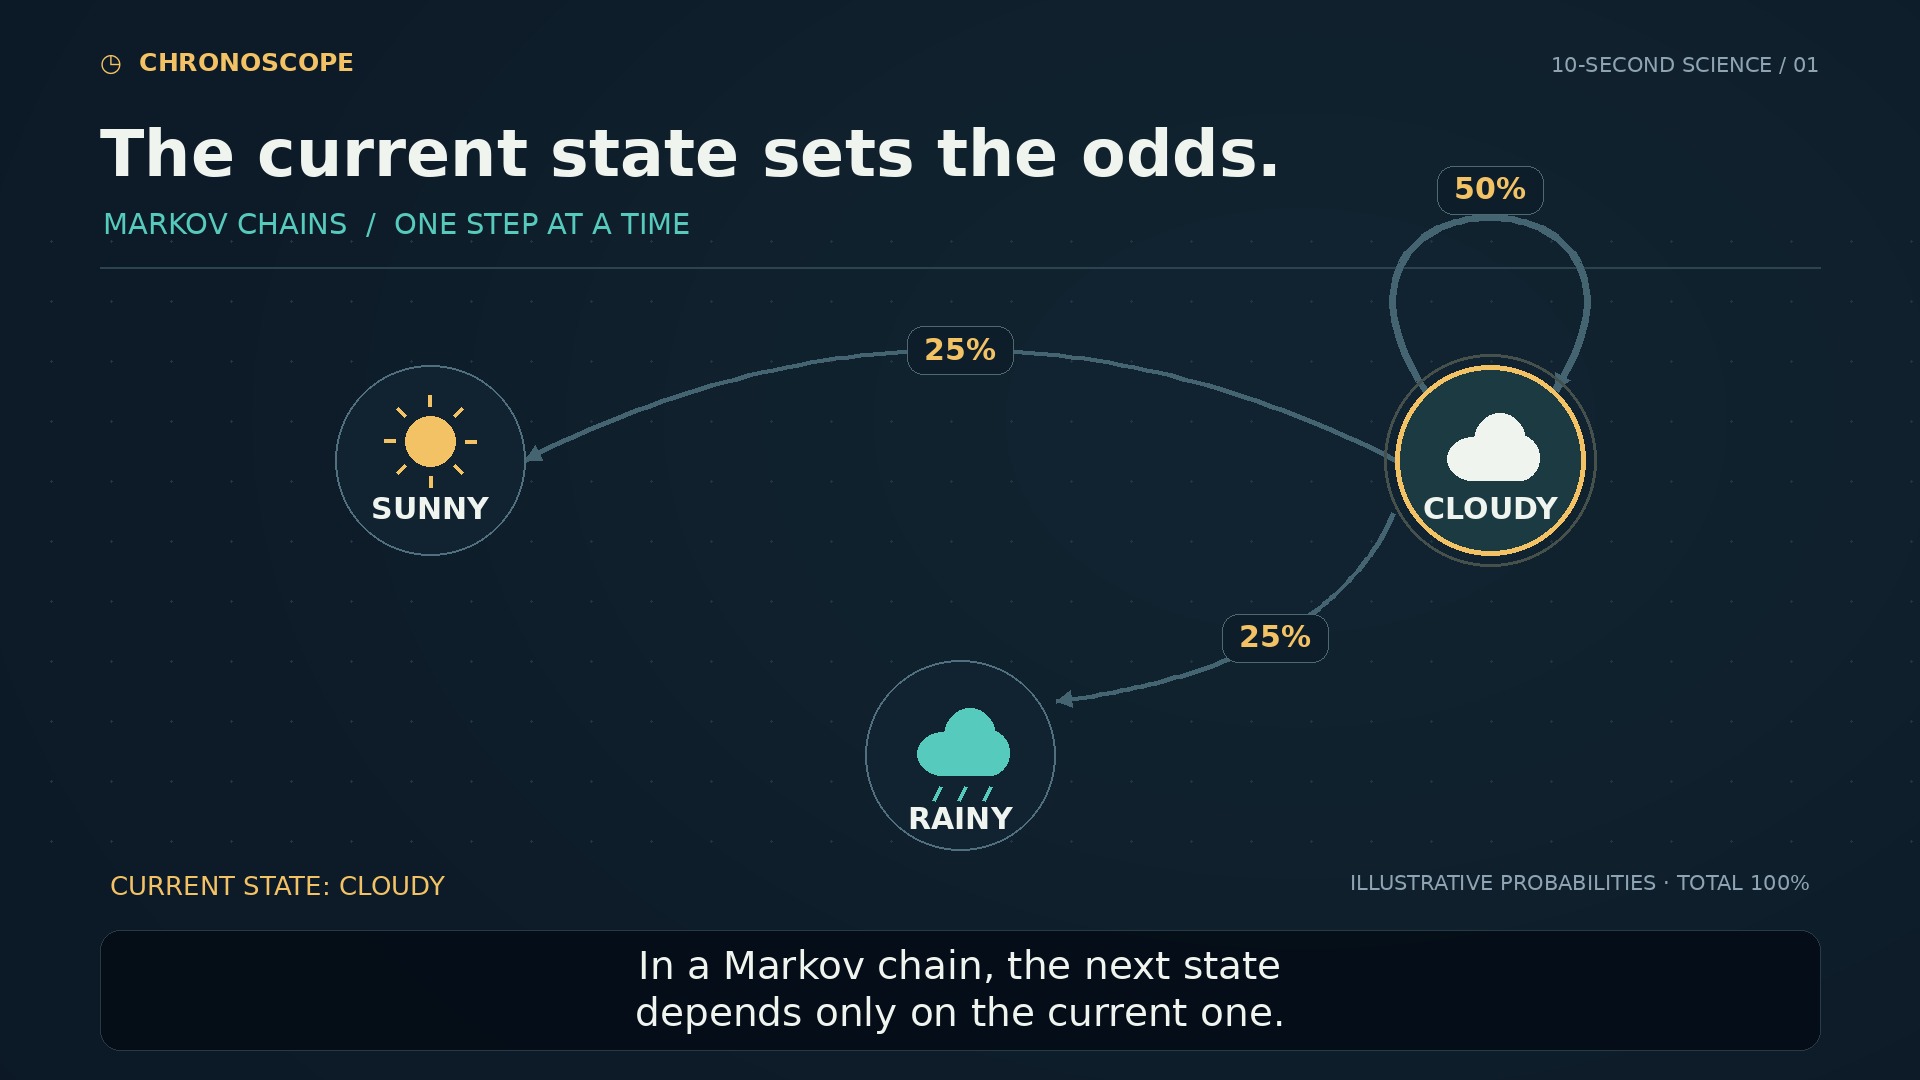 CHRONOSCOPE
10-SECOND SCIENCE / 01
The current state sets the odds.
MARKOV CHAINS / ONE STEP AT A TIME
50%
25%
SUNNY
CLOUDY
25%
RAINY
CURRENT STATE: CLOUDY
ILLUSTRATIVE PROBABILITIES · TOTAL 100%
In a Markov chain, the next state
depends only on the current one.